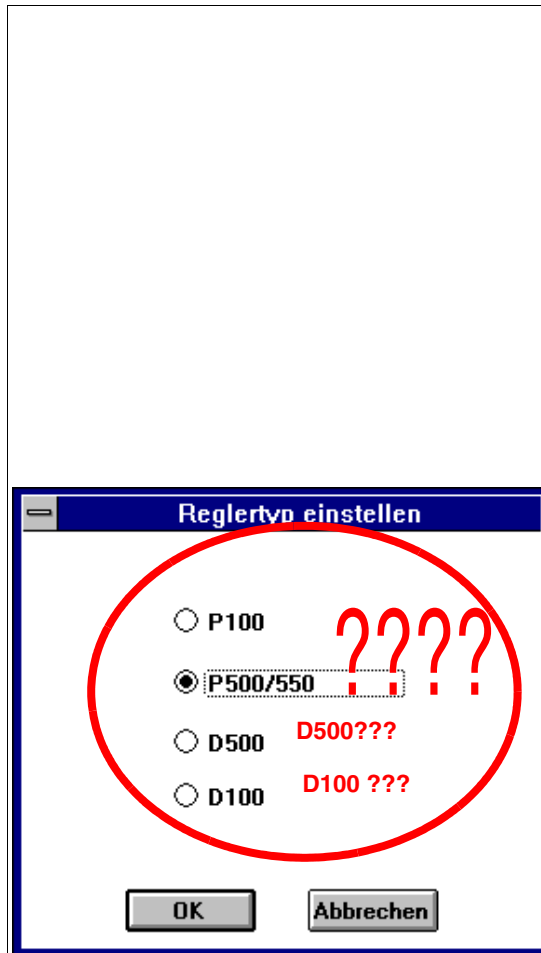 Reglertyp einstellen
P100
????
P500/550
D500 D500???
D100 D100 ???
OK Abbrechen